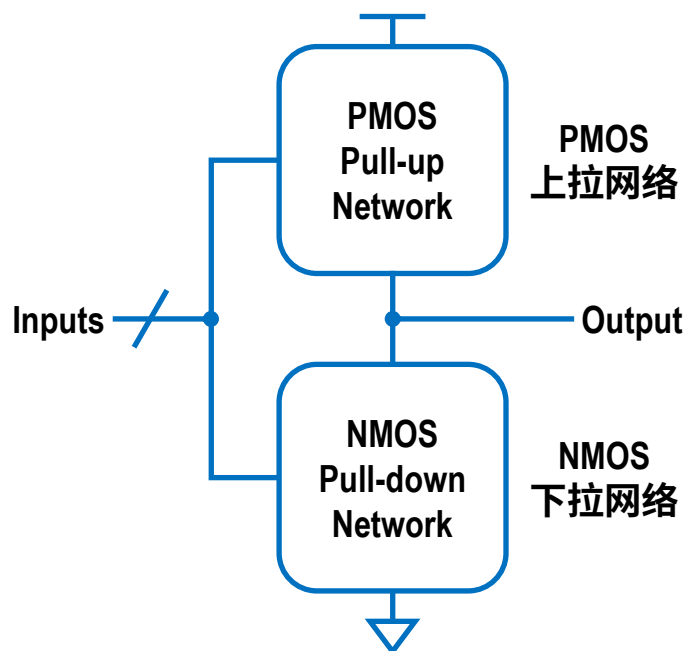 PMOS
Pull-up
Network
PMOS
上拉网络
Inputs
Output
NMOS
Pull-down
Network
NMOS
下拉网络